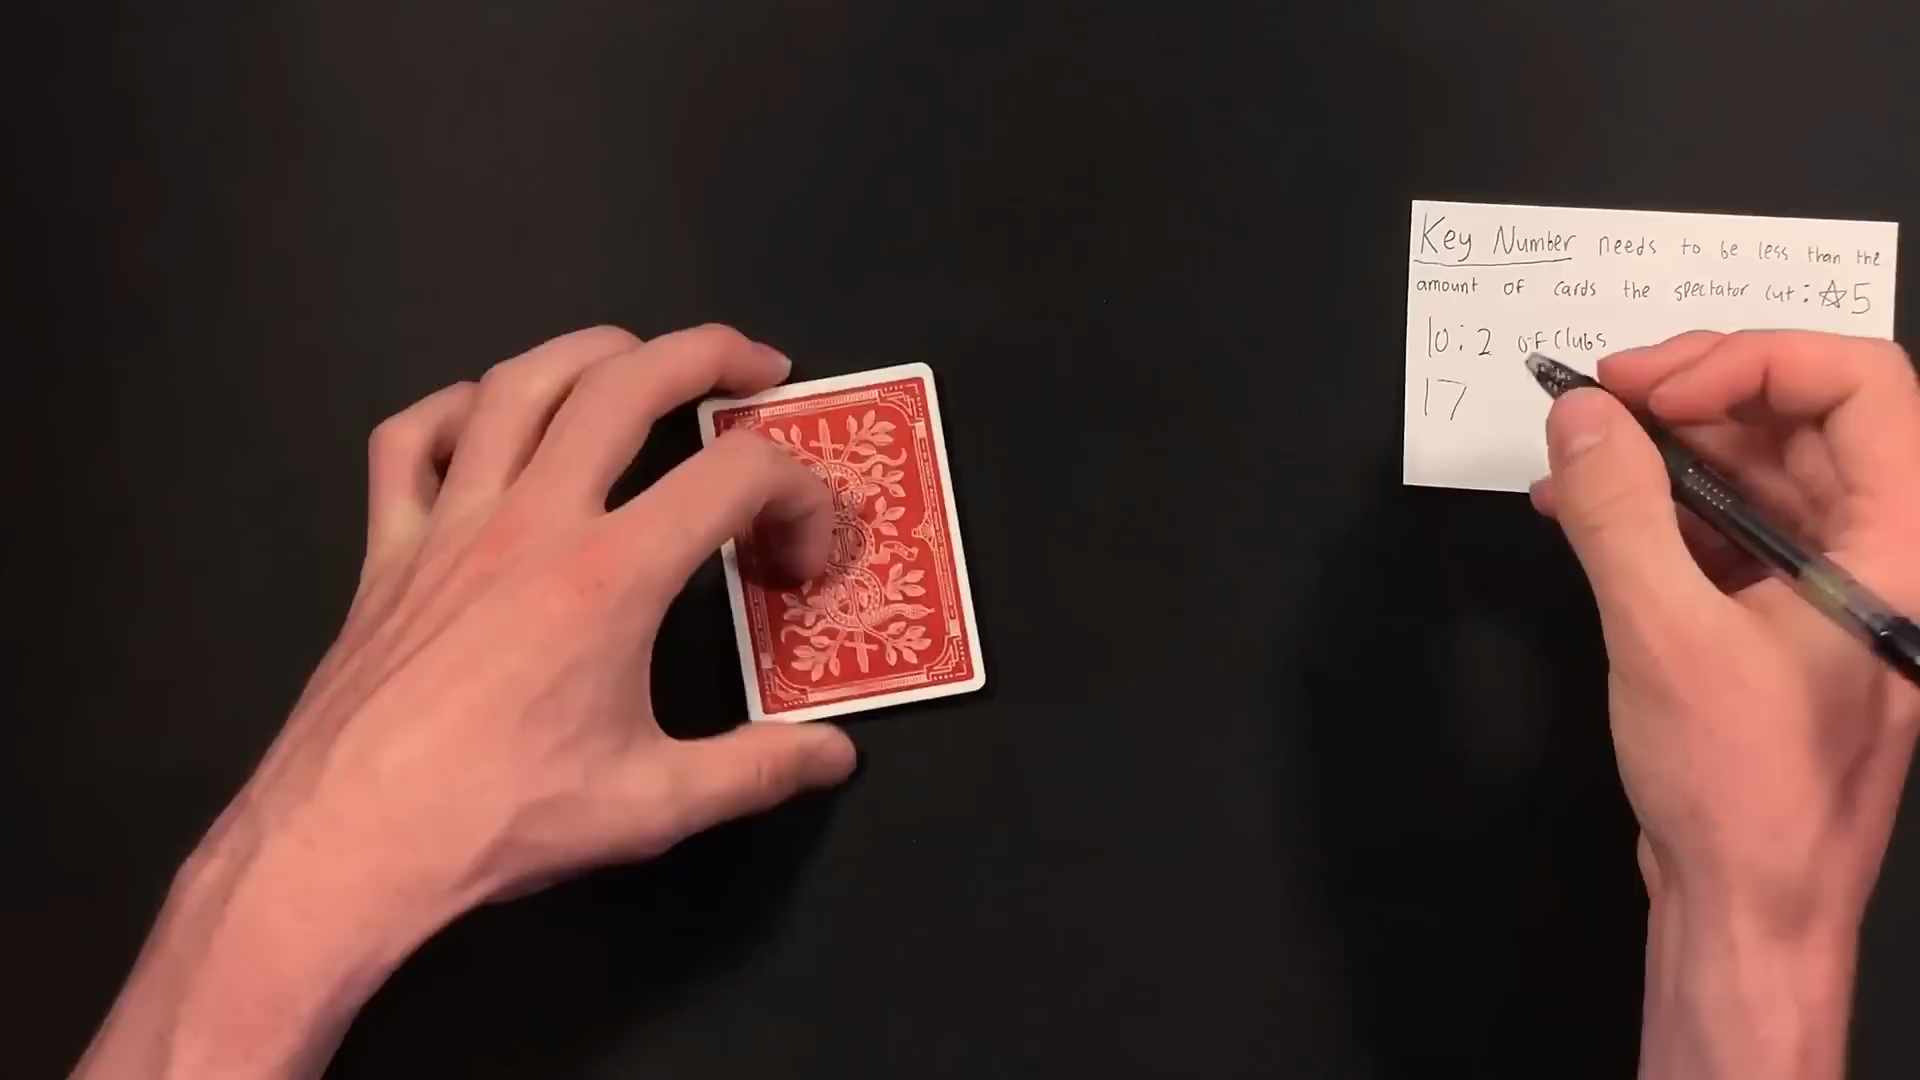 Key Number needs to be less than the
amount of cards the spectator cut: ☆5
10: 2 of Clubs
17